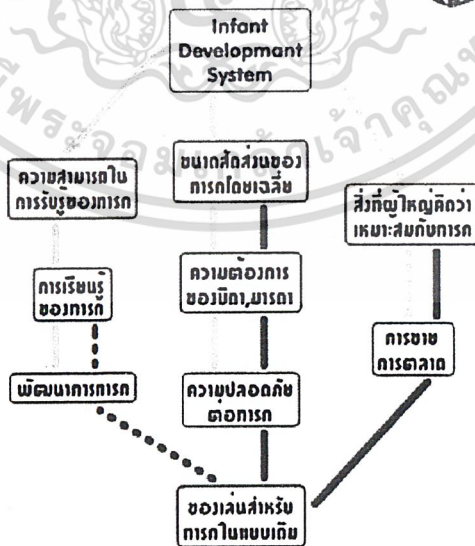 Infant
Developmant
System
ความสามารถใน
การรับรู้ของทารก
ขนาดสัดส่วนของ
ทารกโดยเฉลี่ย
สิ่งที่ผู้ใหญ่คิดว่า
เหมาะสมกับทารก
การเรียนรู้
ของทารก
ความต้องการ
ของบิดา,มารดา
การขาย
การตลาด
พัฒนาการทารก
ความปลอดภัย
ต่อทารก
ของเล่นสำหรับ
ทารกในแบบเดิม